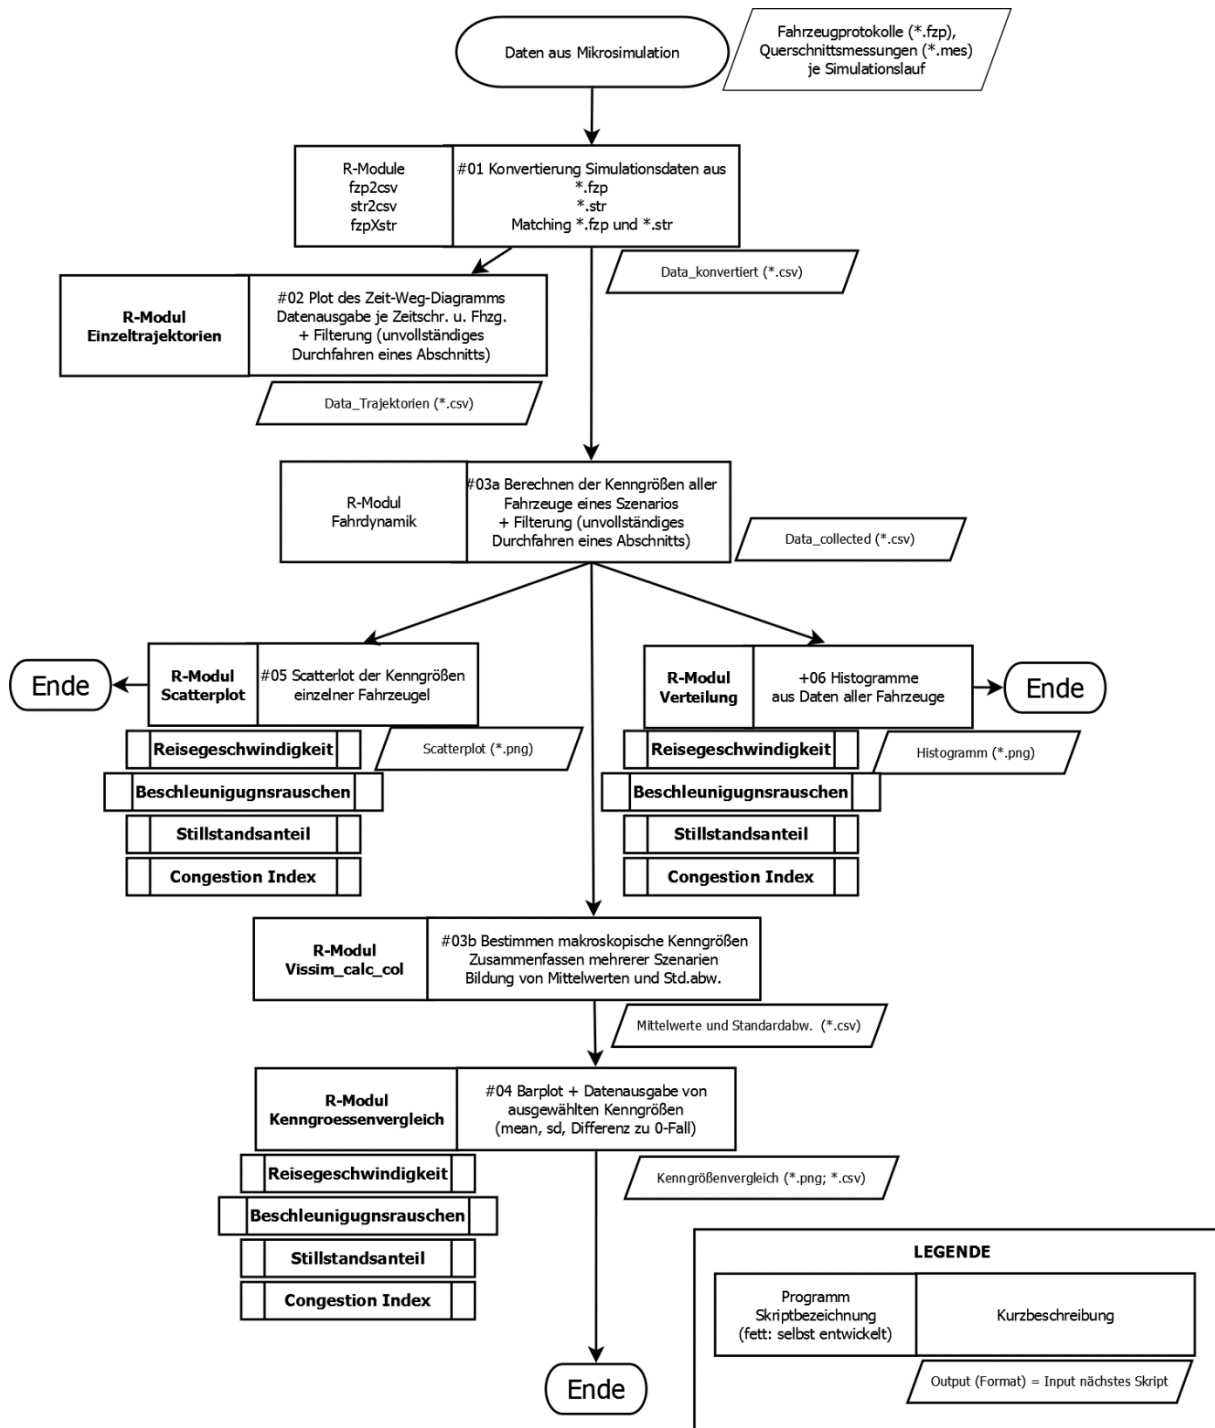 Daten aus Mikrosimulation
Fahrzeugprotokolle (*.fzp),
Querschnittsmessungen (*.mes)
je Simulationslauf
R-Module
fzp2csv
str2csv
fzpXstr
#01 Konvertierung Simulationsdaten aus
*.fzp
*.str
Matching *.fzp und *.str
Data_konvertiert (*.csv)
R-Modul
Einzeltrajektorien
#02 Plot des Zeit-Weg-Diagramms
Datenausgabe je Zeitschr. u. Fhzg.
+ Filterung (unvollständiges
Durchfahren eines Abschnitts)
Data_Trajektorien (*.csv)
R-Modul
Fahrdynamik
#03a Berechnen der Kenngrößen aller
Fahrzeuge eines Szenarios
+ Filterung (unvollständiges
Durchfahren eines Abschnitts)
Data_collected (*.csv)
Ende
R-Modul
Scatterplot
#05 Scatterlot der Kenngrößen
einzelner Fahrzeugel
Scatterplot (*.png)
Reisegeschwindigkeit
Beschleunigugnsrauschen
Stillstandsanteil
Congestion Index
R-Modul
Verteilung
+06 Histogramme
aus Daten aller Fahrzeuge
Ende
Histogramm (*.png)
Reisegeschwindigkeit
Beschleunigugnsrauschen
Stillstandsanteil
Congestion Index
R-Modul
Vissim_calc_col
#03b Bestimmen makroskopische Kenngrößen
Zusammenfassen mehrerer Szenarien
Bildung von Mittelwerten und Std.abw.
Mittelwerte und Standardabw. (*.csv)
R-Modul
Kenngroessenvergleich
#04 Barplot + Datenausgabe von
ausgewählten Kenngrößen
(mean, sd, Differenz zu 0-Fall)
Kenngrößenvergleich (*.png; *.csv)
Reisegeschwindigkeit
Beschleunigugnsrauschen
Stillstandsanteil
Congestion Index
Ende
LEGENDE
Programm
Skriptbezeichnung
(fett: selbst entwickelt)
Kurzbeschreibung
Output (Format) = Input nächstes Skript